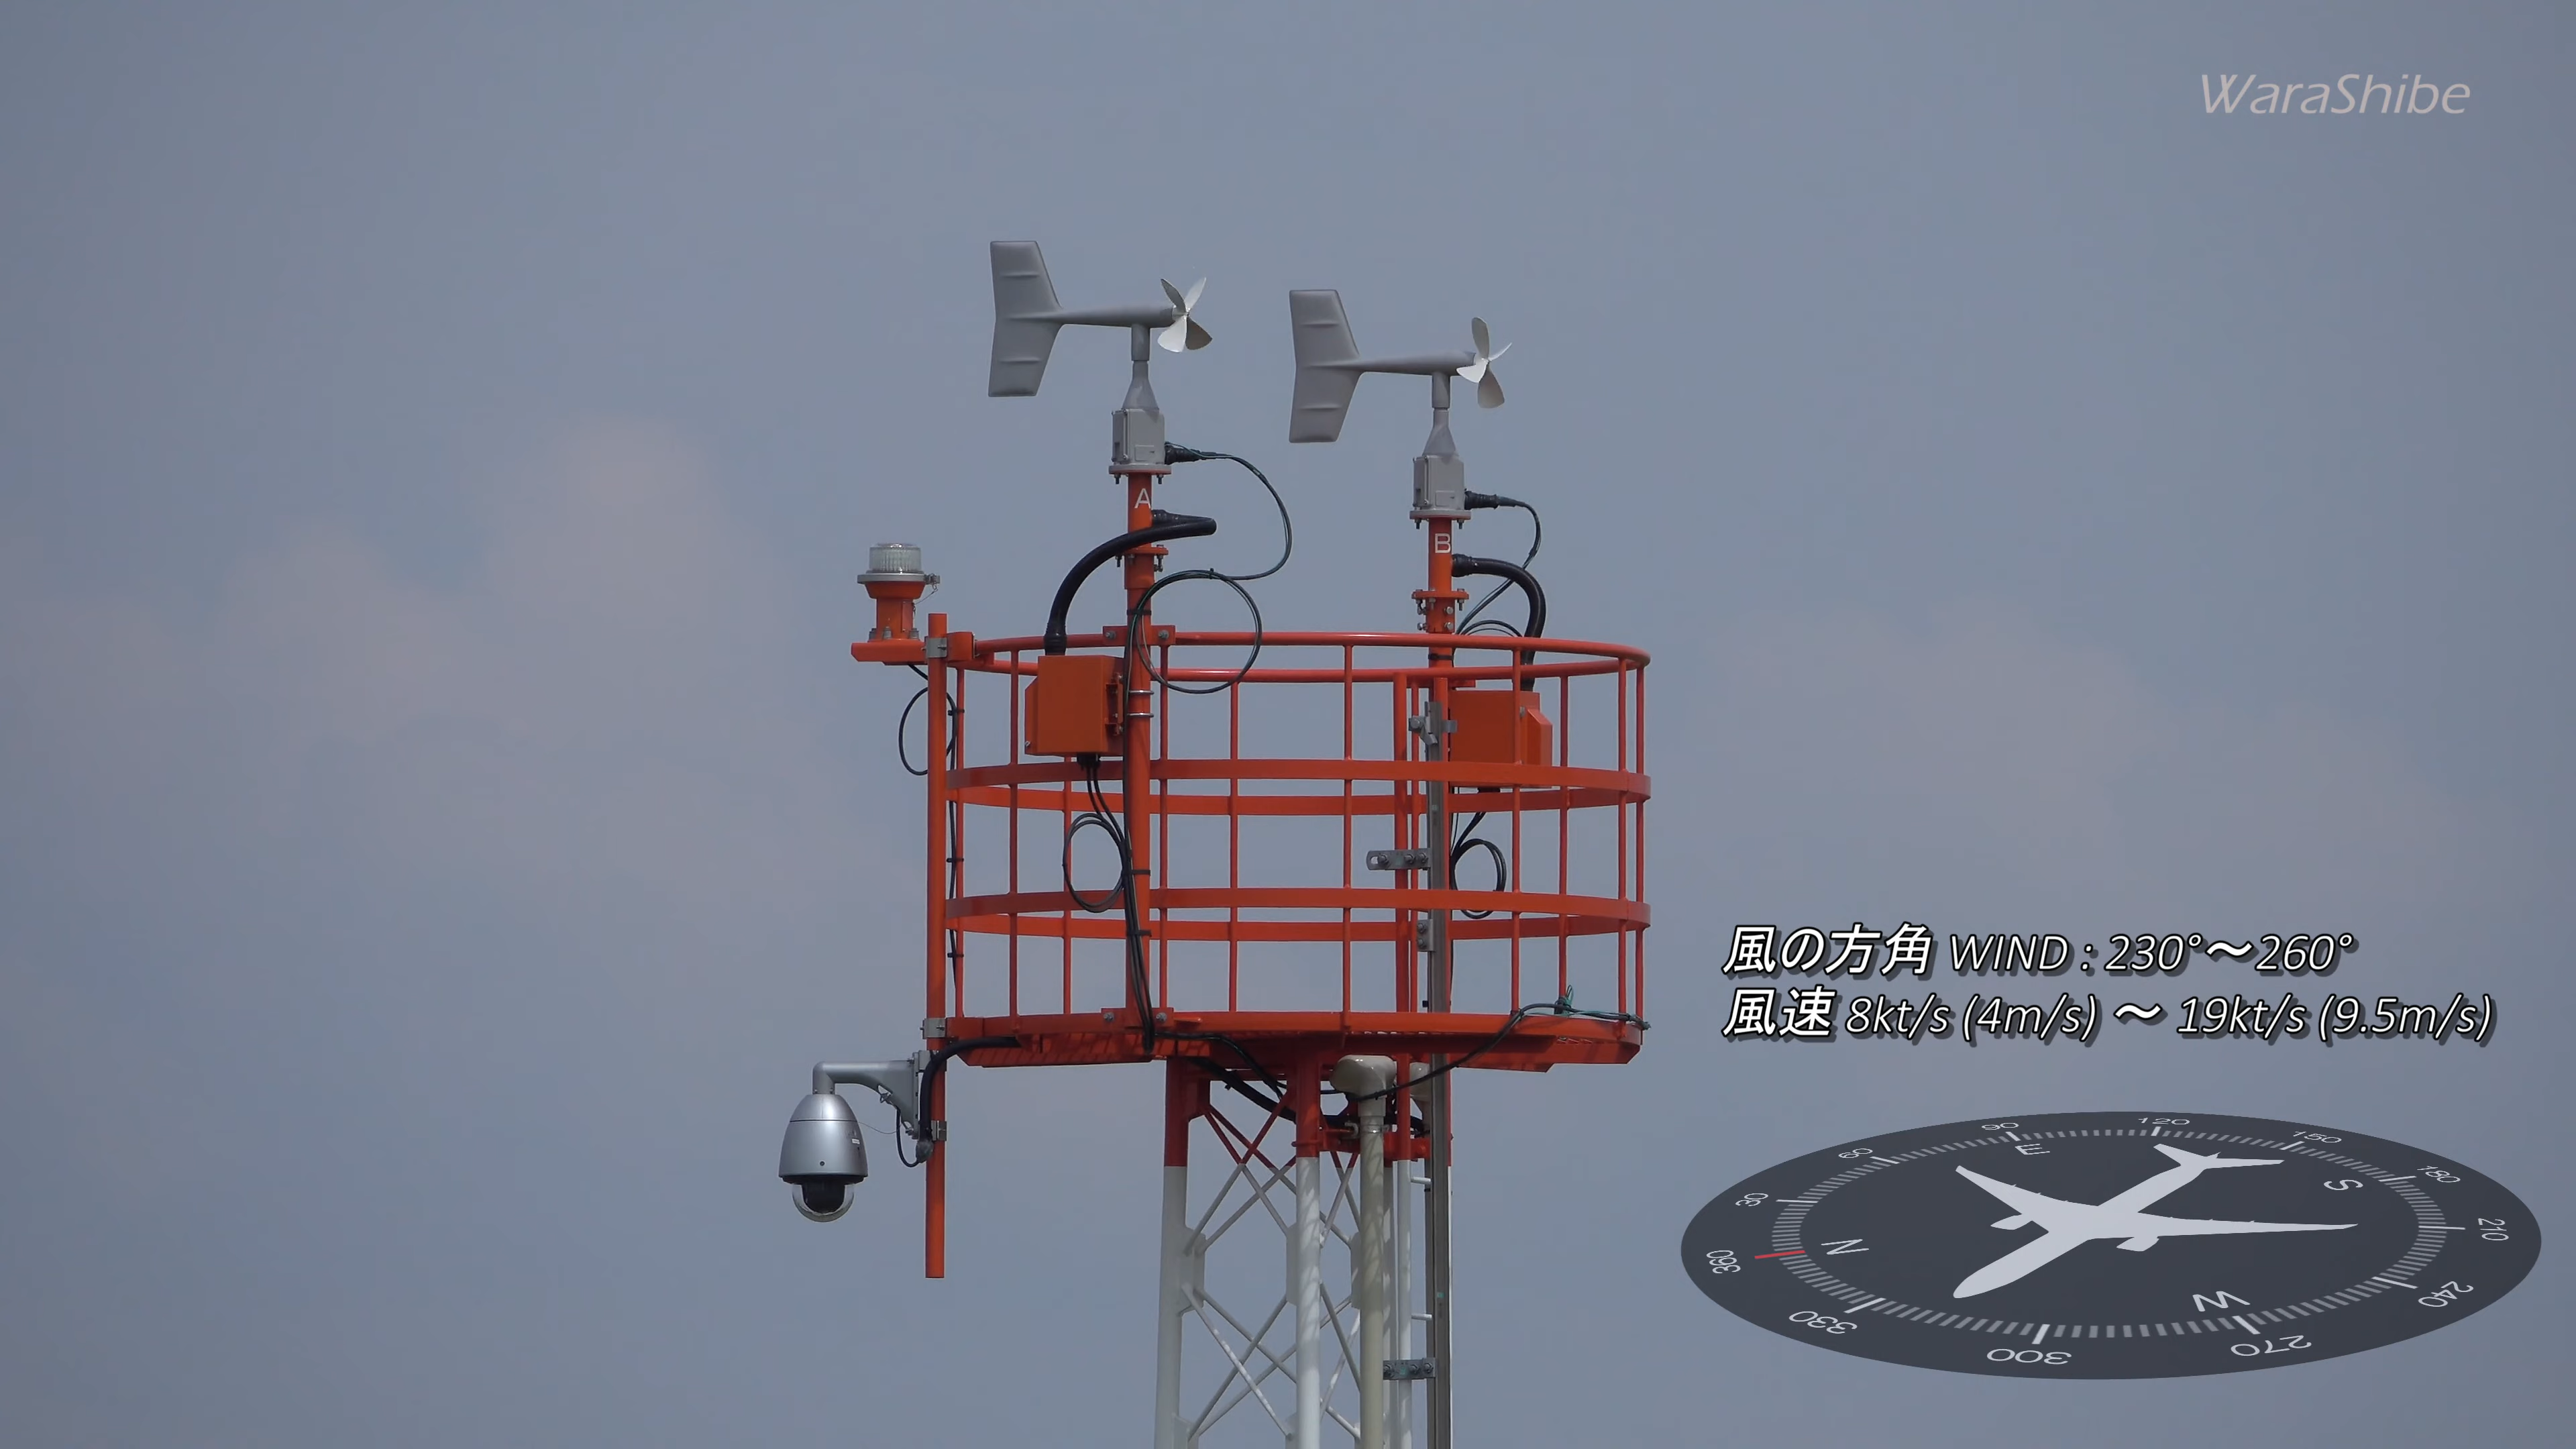 WaraShibe
A
B
風の方角 WIND : 230°～260°
風速 8kt/s (4m/s) ～ 19kt/s (9.5m/s)
90
120
60
150
E
30
180
S
N
210
360
240
W
330
270
300